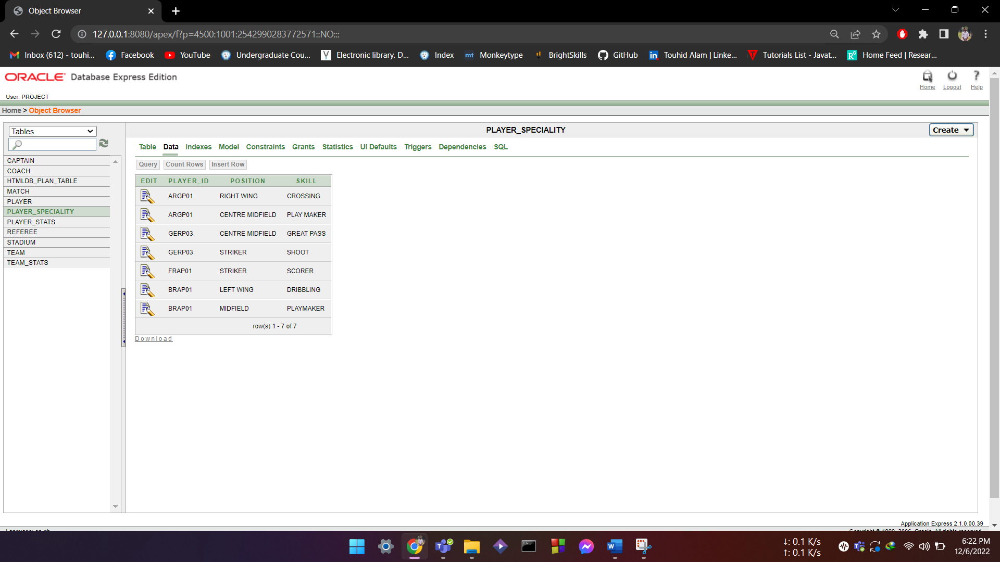 Object Browser
127.0.0.1:8080/apex/f?p=4500:1001:2542990283772571::NO:::
Inbox (612) - touhi... Facebook YouTube Undergraduate Cou... Electronic library. D... Index mt Monkeytype BrightSkills GitHub Touhid Alam | Linke... Tutorials List - Javat... Home Feed | Resear...
ORACLE Database Express Edition
Home Logout Help
User: PROJECT
Home > Object Browser
Tables
PLAYER_SPECIALITY
Create
Table Data Indexes Model Constraints Grants Statistics UI Defaults Triggers Dependencies SQL
Query Count Rows Insert Row
CAPTAIN
COACH
HTMLDB_PLAN_TABLE
MATCH
PLAYER
PLAYER_SPECIALITY
PLAYER_STATS
REFEREE
STADIUM
TEAM
TEAM_STATS
EDIT PLAYER_ID POSITION SKILL
ARGP01 RIGHT WING CROSSING
ARGP01 CENTRE MIDFIELD PLAY MAKER
GERP03 CENTRE MIDFIELD GREAT PASS
GERP03 STRIKER SHOOT
FRAP01 STRIKER SCORER
BRAP01 LEFT WING DRIBBLING
BRAP01 MIDFIELD PLAYMAKER
row(s) 1 - 7 of 7
Download
Application Express 2.1.0.00.39
↓: 0.1 K/s
↑: 0.1 K/s
6:22 PM
12/6/2022